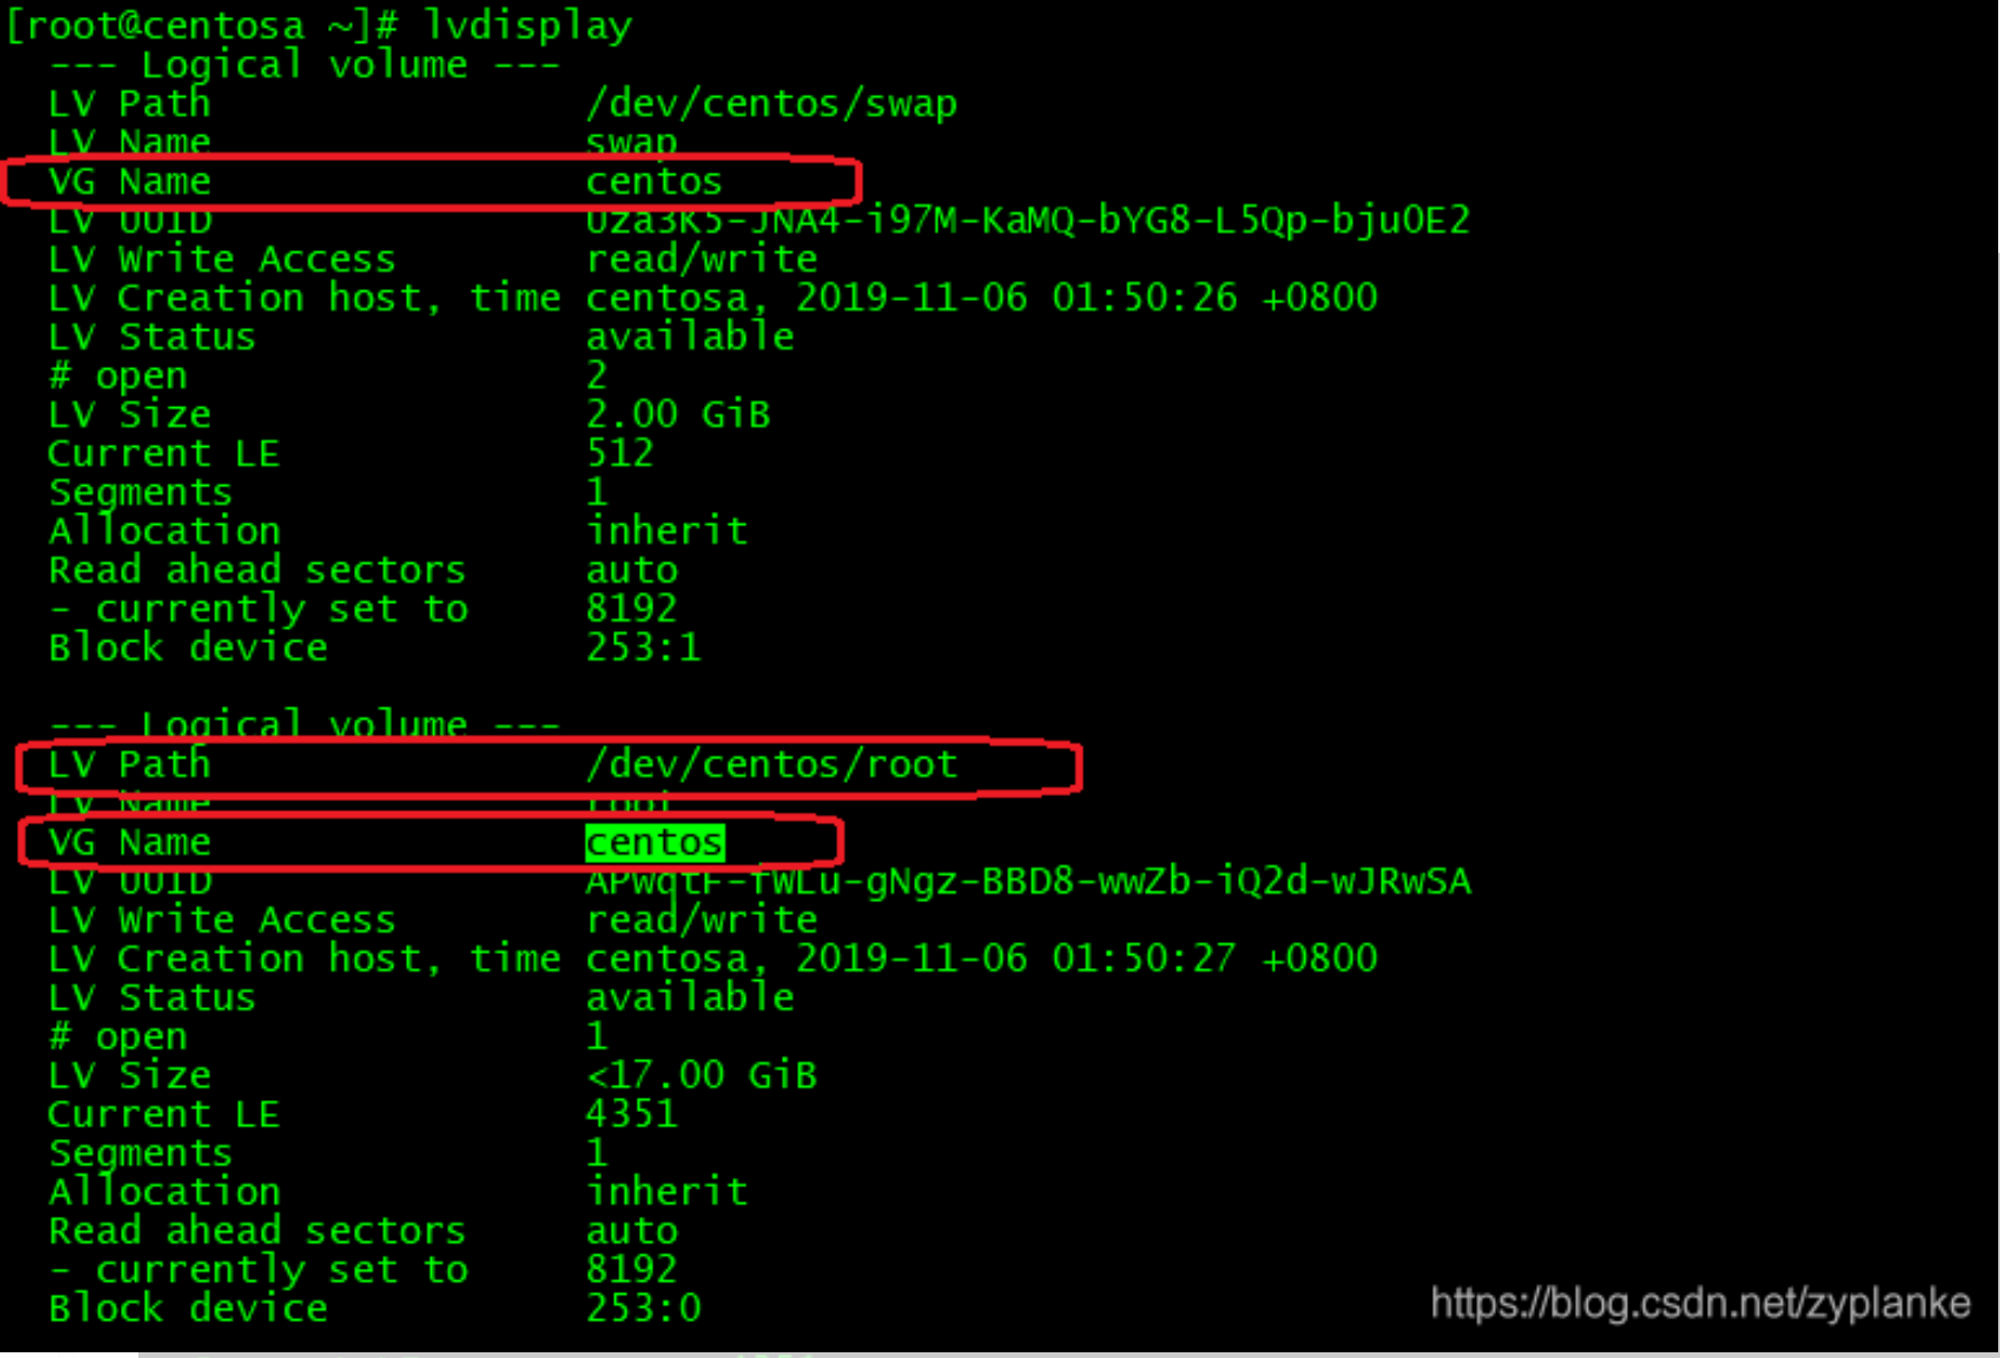 [root@centosa ~]# lvdisplay
--- Logical volume ---
LV Path /dev/centos/swap
LV Name swap
VG Name centos
LV UUID Uza3K5-JNA4-i97M-KaMQ-bYG8-L5Qp-bju0E2
LV Write Access read/write
LV Creation host, time centosa, 2019-11-06 01:50:26 +0800
LV Status available
# open 2
LV Size 2.00 GiB
Current LE 512
Segments 1
Allocation inherit
Read ahead sectors auto
- currently set to 8192
Block device 253:1
--- Logical volume ---
LV Path /dev/centos/root
LV Name root
VG Name centos
LV UUID APwqtF-fWLu-gNgz-BBD8-wwZb-iQ2d-wJRwSA
LV Write Access read/write
LV Creation host, time centosa, 2019-11-06 01:50:27 +0800
LV Status available
# open 1
LV Size <17.00 GiB
Current LE 4351
Segments 1
Allocation inherit
Read ahead sectors auto
- currently set to 8192
Block device 253:0
https://blog.csdn.net/zyplanke